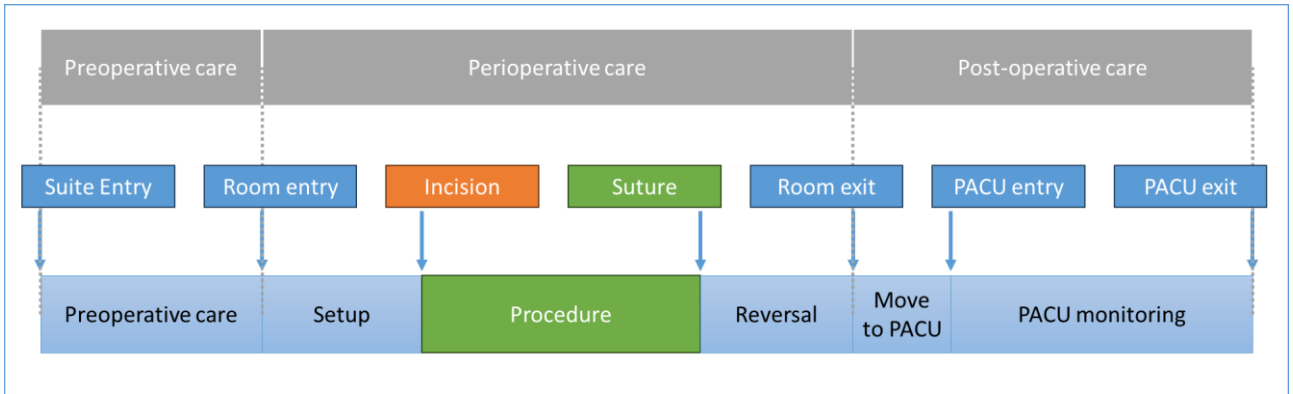 Preoperative care
Perioperative care
Post-operative care
Suite Entry
Room entry
Incision
Suture
Room exit
PACU entry
PACU exit
Preoperative care
Setup
Procedure
Reversal
Move
to PACU
PACU monitoring